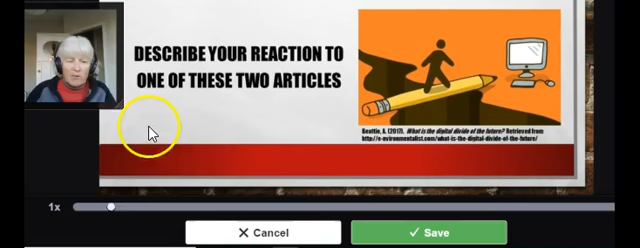 DESCRIBE YOUR REACTION TO
ONE OF THESE TWO ARTICLES
Beattie, A. (2017). What is the digital divide of the future? Retrieved from
http://e-nvironmentalist.com/what-is-the-digital-divide-of-the-future/
1x
✕ Cancel
✓ Save